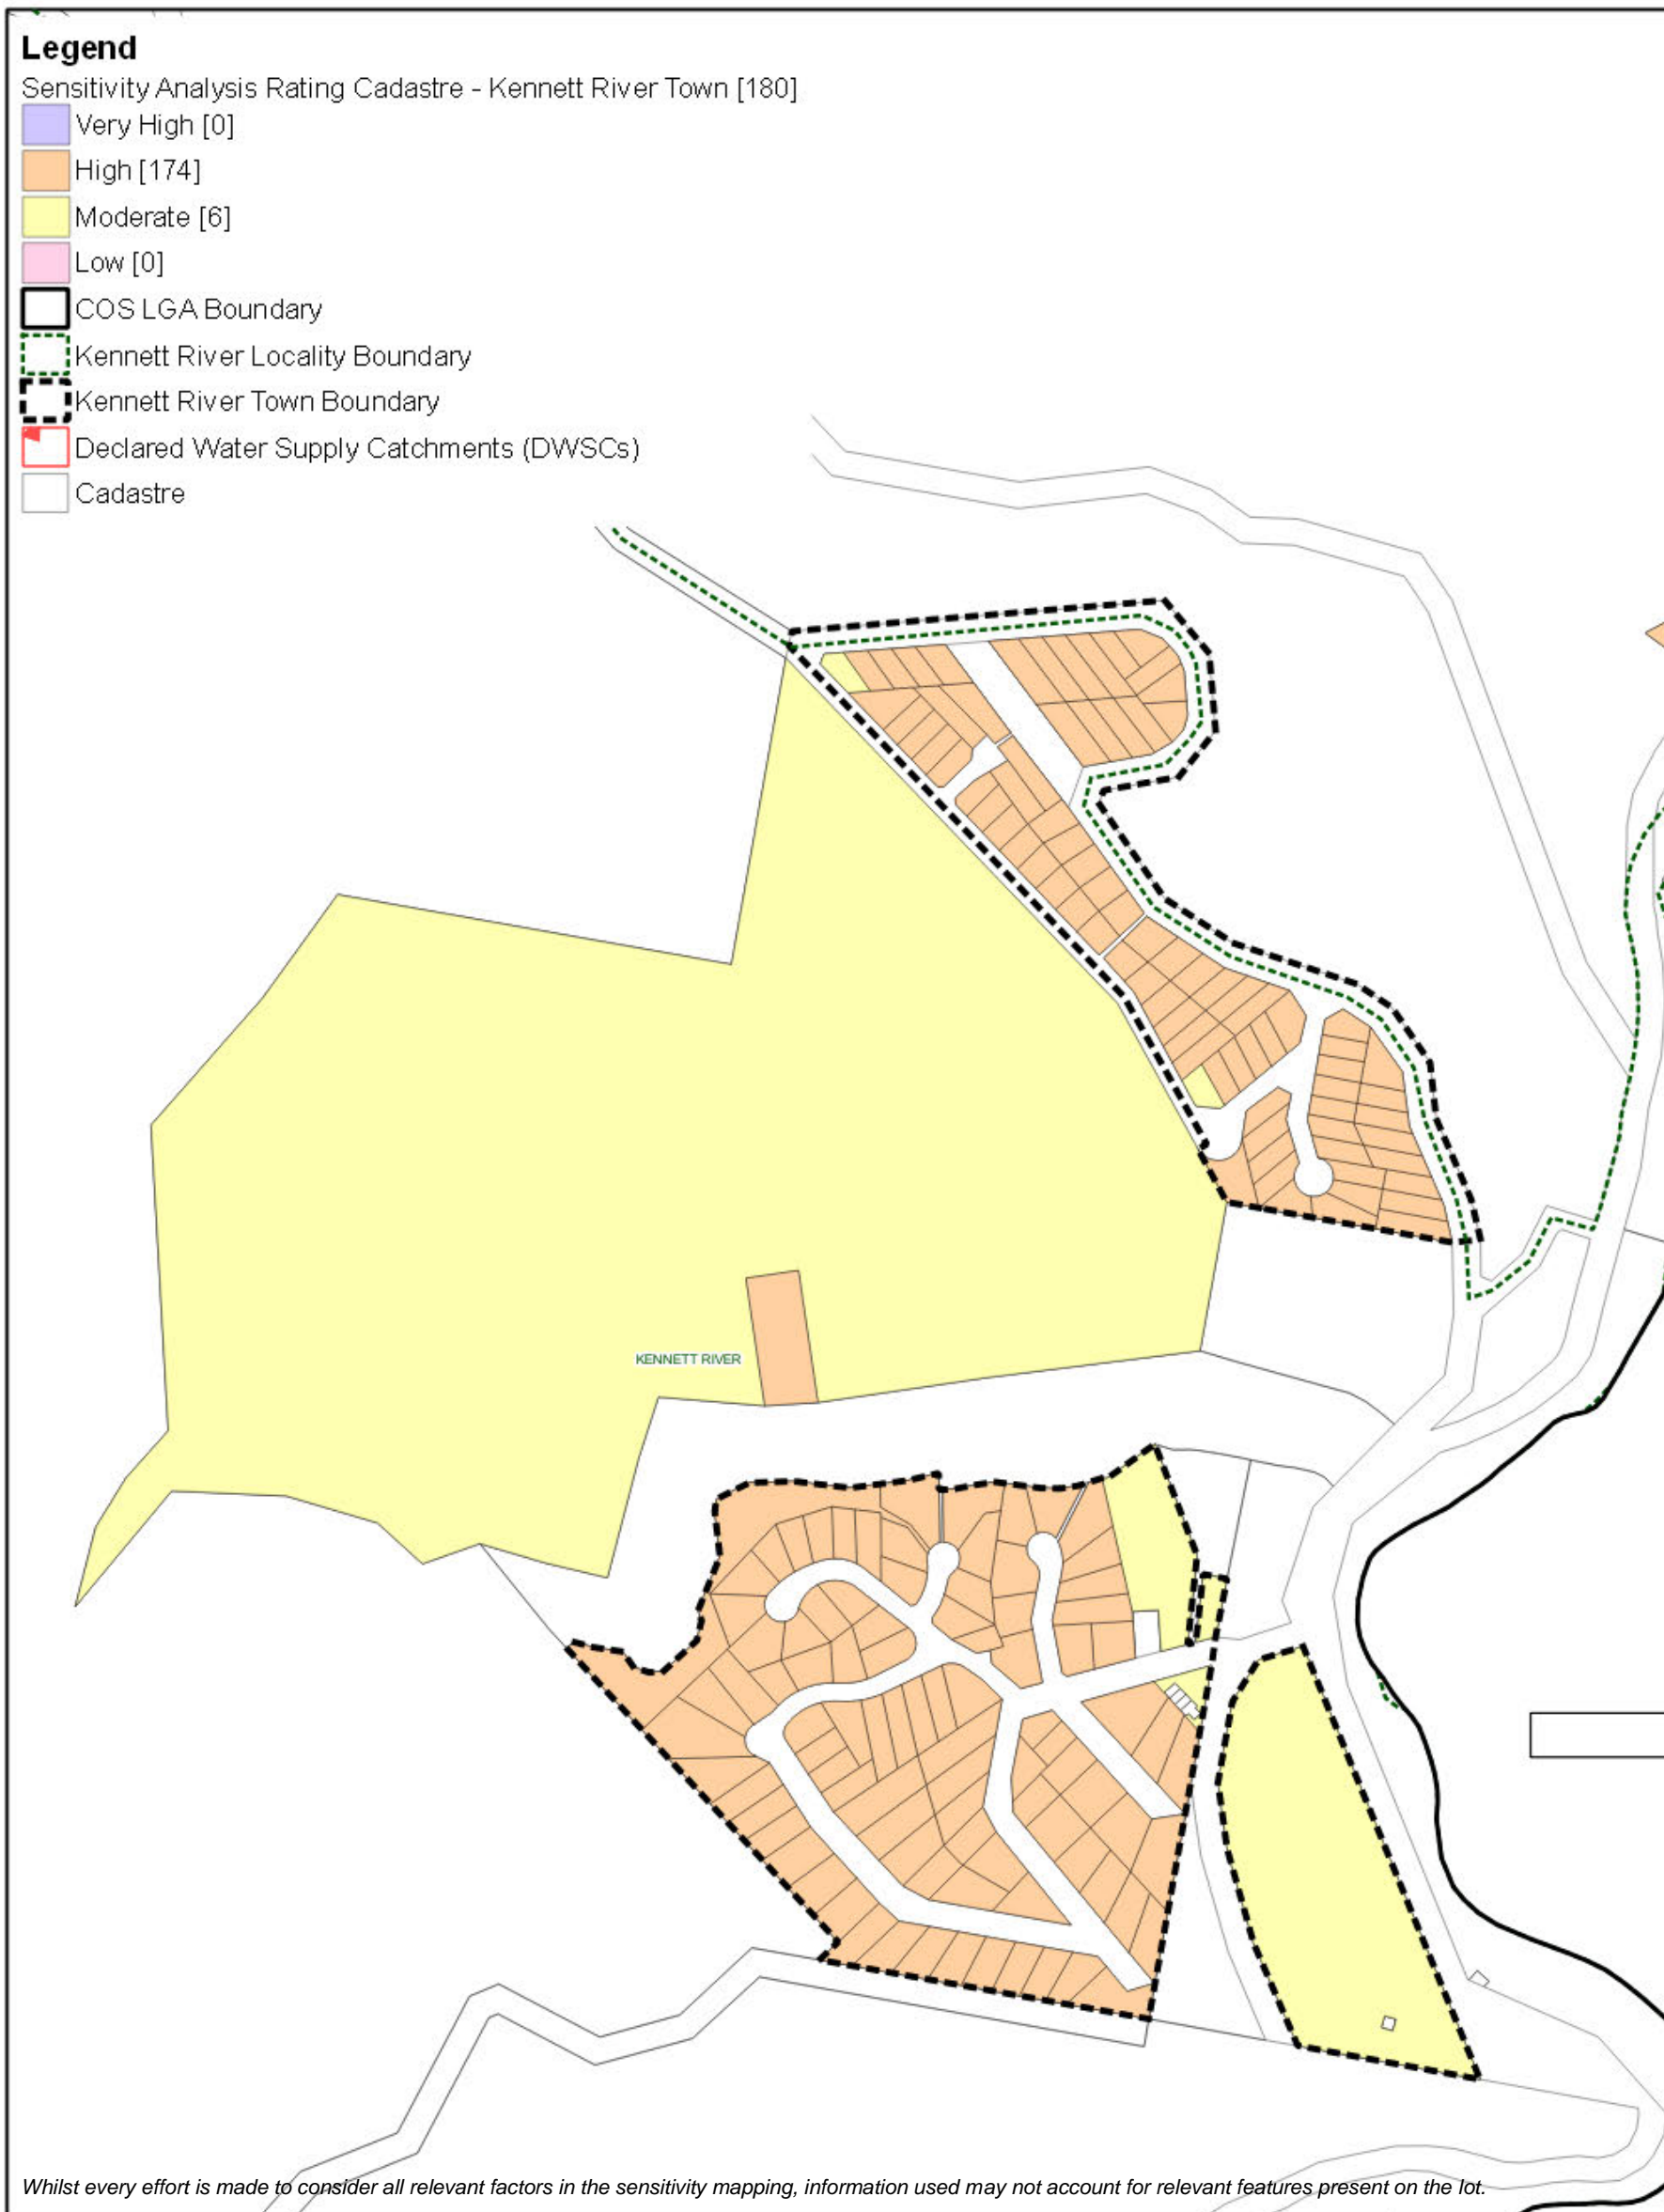 Legend
Sensitivity Analysis Rating Cadastre - Kennett River Town [180]
Very High [0]
High [174]
Moderate [6]
Low [0]
COS LGA Boundary
Kennett River Locality Boundary
Kennett River Town Boundary
Declared Water Supply Catchments (DWSCs)
Cadastre
KENNETT RIVER
Whilst every effort is made to consider all relevant factors in the sensitivity mapping, information used may not account for relevant features present on the lot.